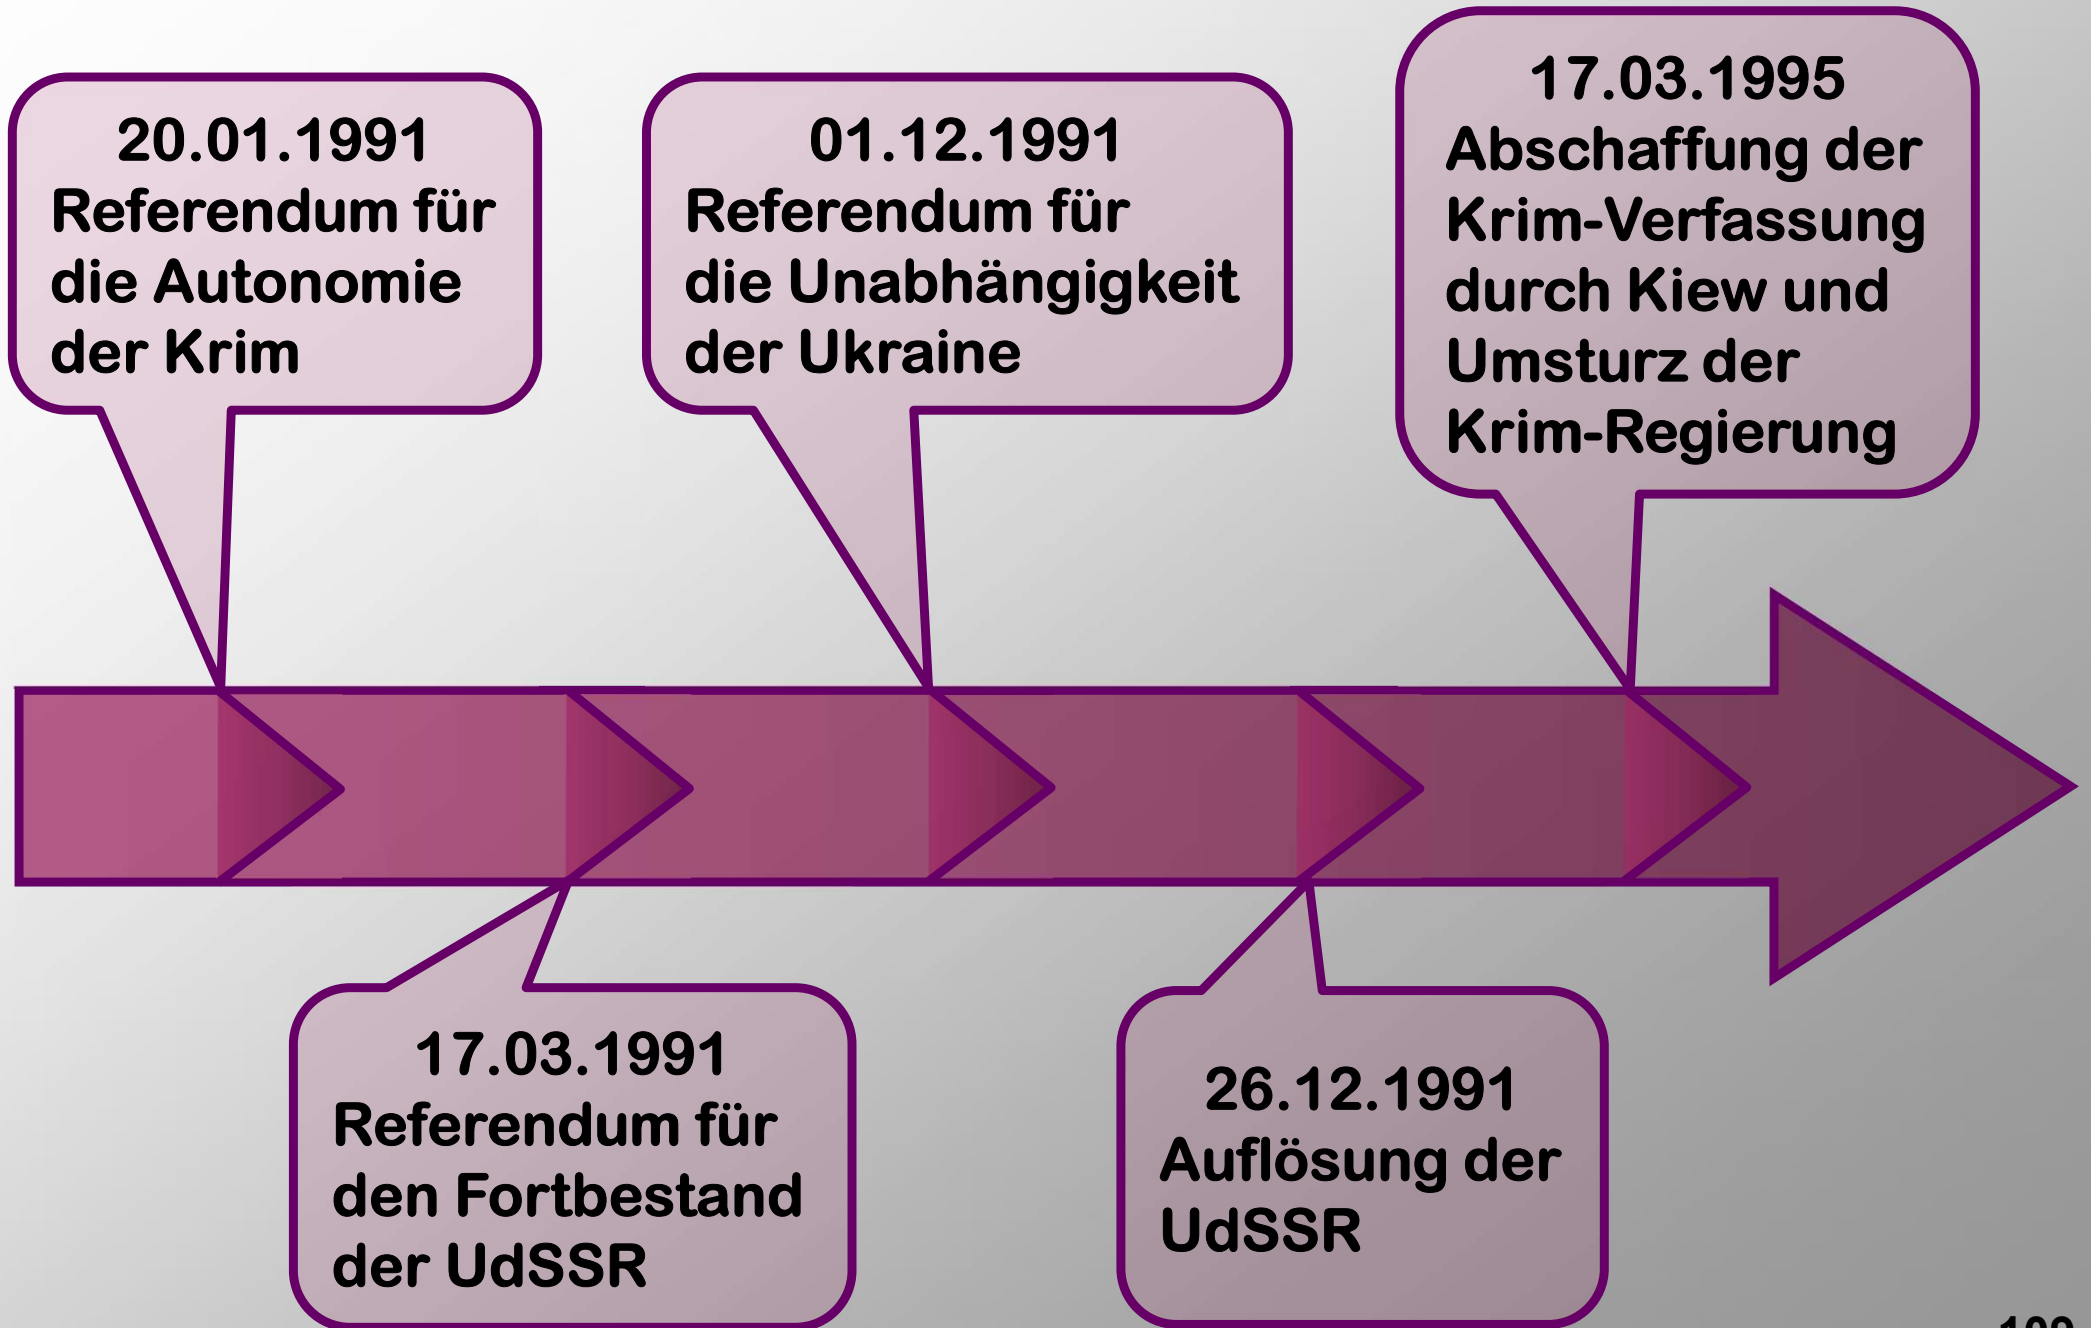 20.01.1991
Referendum für
die Autonomie
der Krim
01.12.1991
Referendum für
die Unabhängigkeit
der Ukraine
17.03.1995
Abschaffung der
Krim-Verfassung
durch Kiew und
Umsturz der
Krim-Regierung
17.03.1991
Referendum für
den Fortbestand
der UdSSR
26.12.1991
Auflösung der
UdSSR
109